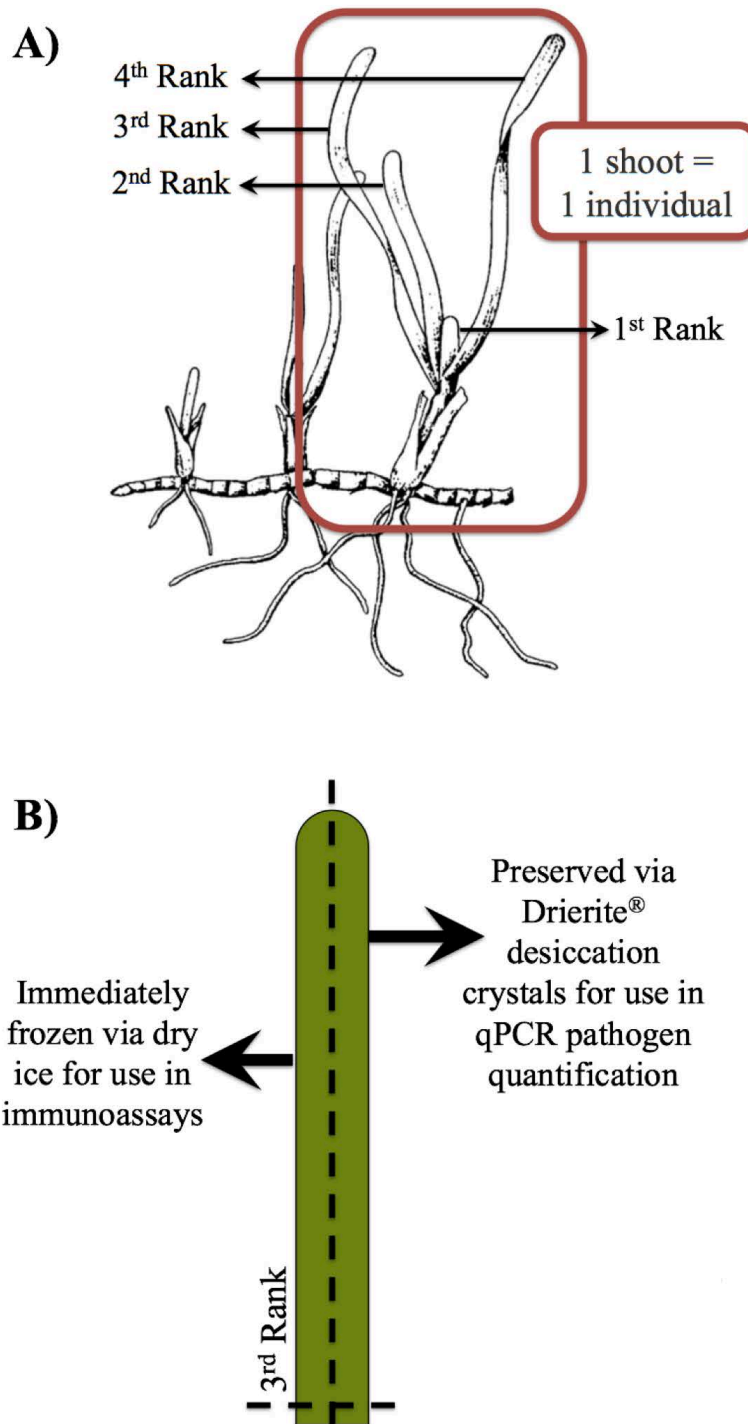 A)
4th Rank
3rd Rank
2nd Rank
1 shoot =
1 individual
1st Rank
B)
Preserved via
Drierite®
desiccation
crystals for use in
qPCR pathogen
quantification
Immediately
frozen via dry
ice for use in
immunoassays
3rd Rank